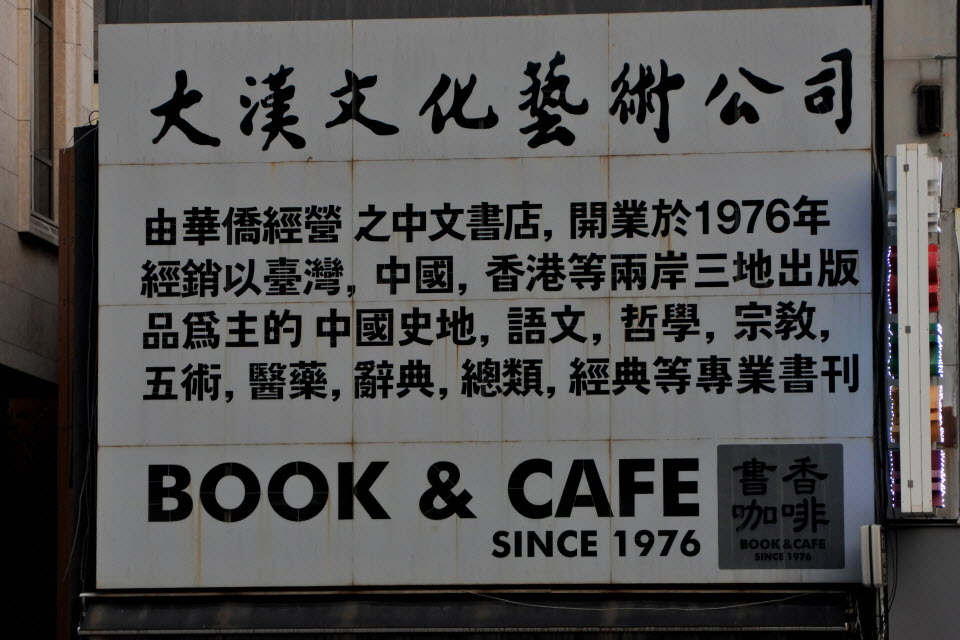 大漢文化藝術公司
由華僑經營 之中文書店, 開業於1976年
經銷以臺灣, 中國, 香港等兩岸三地出版
品爲主的 中國史地, 語文, 哲學, 宗教,
五術, 醫藥, 辭典, 總類, 經典等專業書刊
BOOK & CAFE
SINCE 1976
書香
咖啡
BOOK&CAFE
SINCE 1976